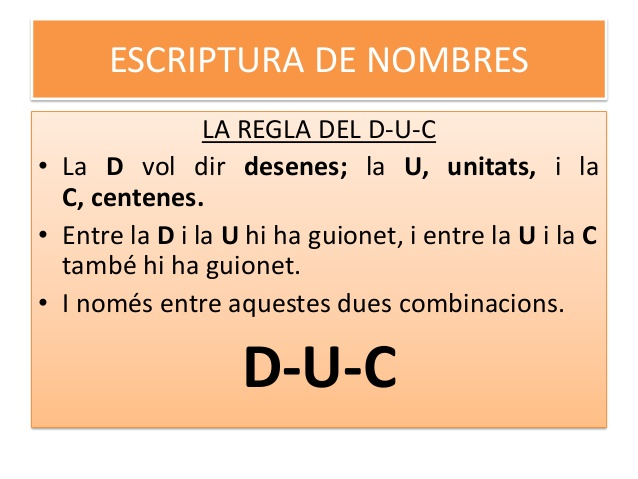 ESCRIPTURA DE NOMBRES
LA REGLA DEL D-U-C
• La D vol dir desenes; la U, unitats, i la
C, centenes.
• Entre la D i la U hi ha guionet, i entre la U i la C
també hi ha guionet.
• I només entre aquestes dues combinacions.
D-U-C